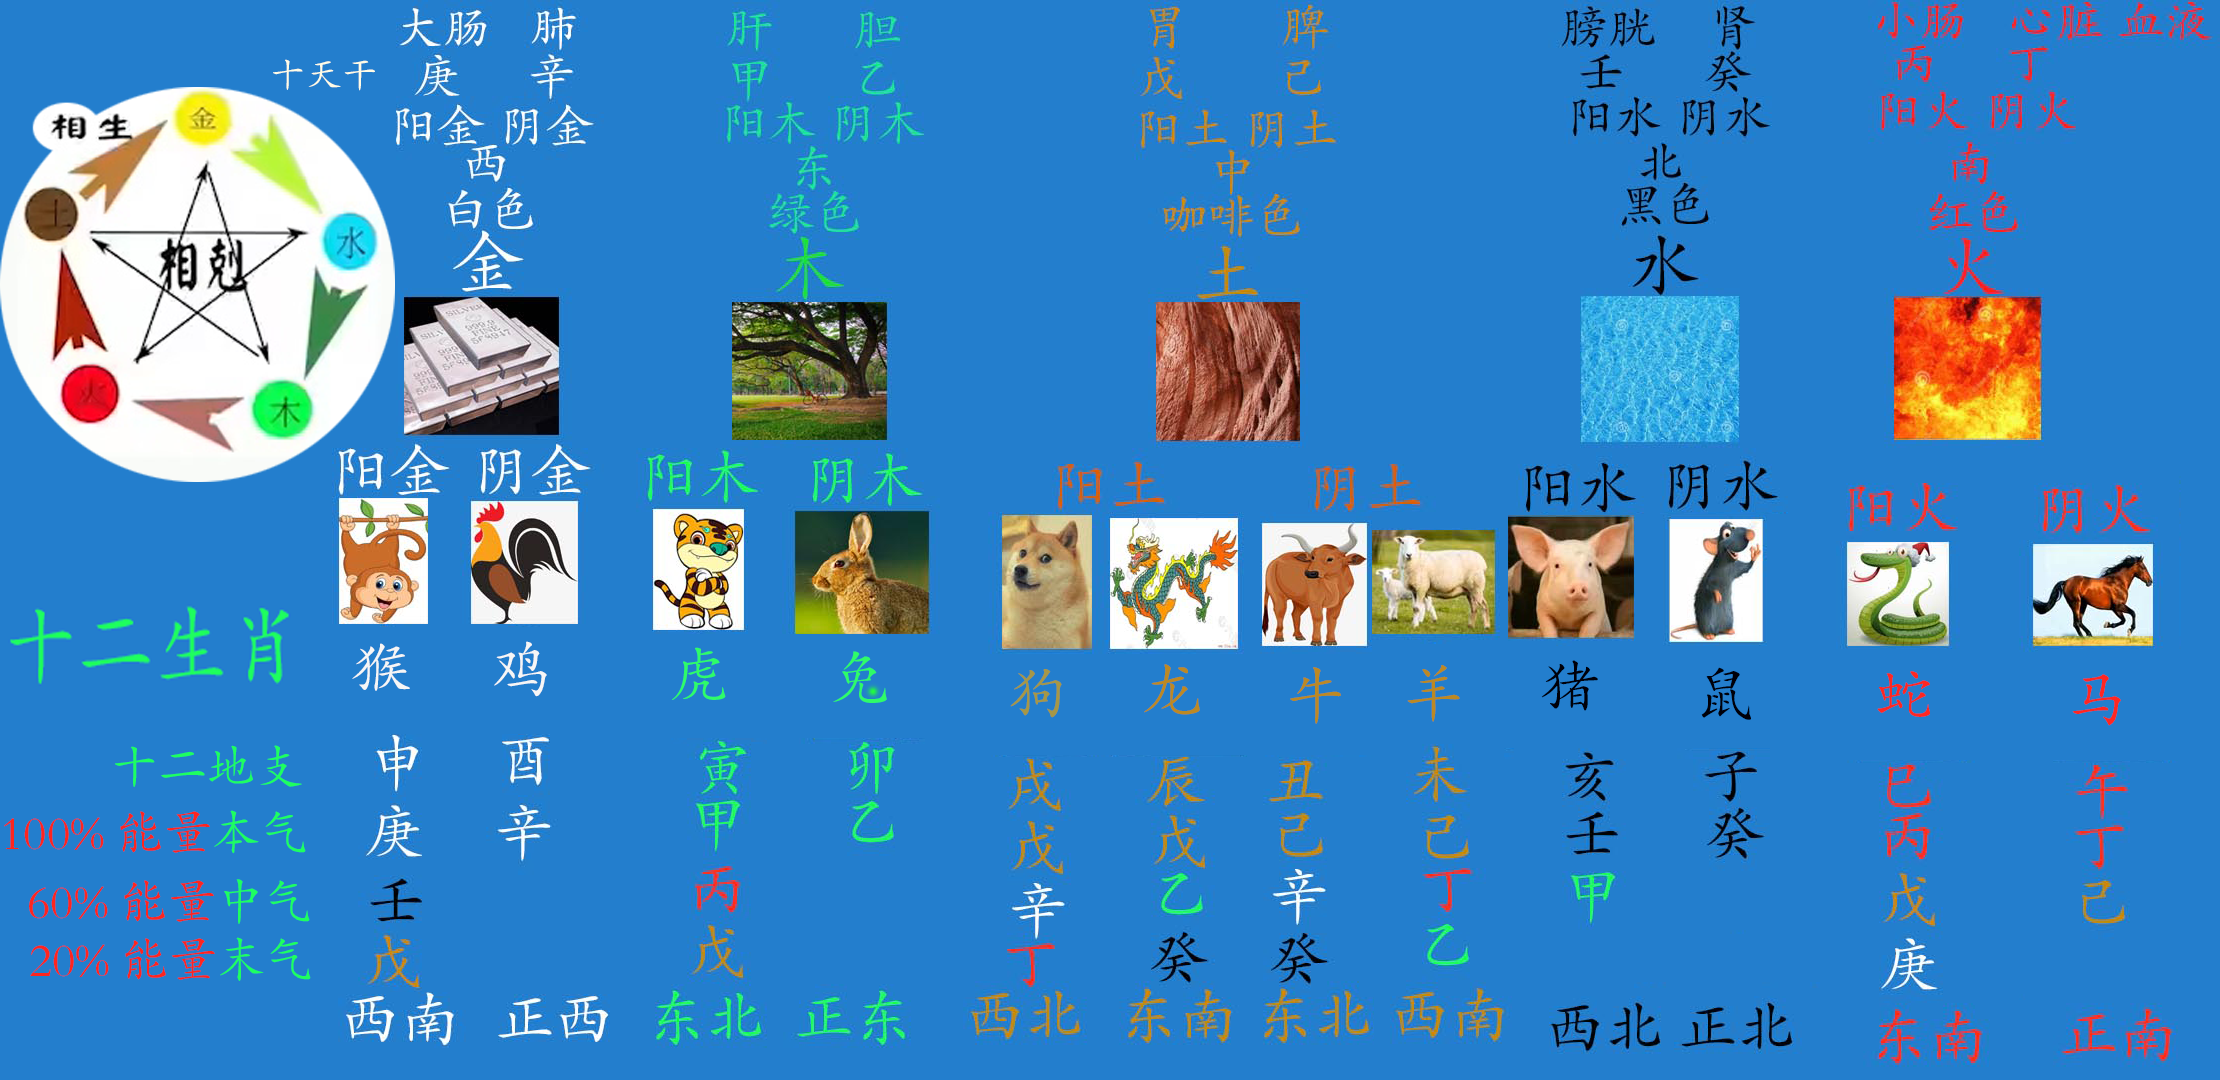 大肠 肺 肝 胆 胃 脾 膀胱 肾 小肠 心脏 血液
十天干 庚 辛 甲 乙 戊 己 壬 癸 丙 丁
阳金 阴金 阳木 阴木 阳土 阴土 阳水 阴水 阳火 阴火
西 东 中 北 南
白色 绿色 咖啡色 黑色 红色
金 木 土 水 火
相生
金
土
水
相剋
火
木
SILVER
999.0
FINE
阳金 阴金 阳木 阴木 阳土 阴土 阳水 阴水 阳火 阴火
十二生肖 猴 鸡 虎 兔 狗 龙 牛 羊 猪 鼠 蛇 马
十二地支 申 酉 寅 卯 戌 辰 丑 未 亥 子 巳 午
100% 能量本气 庚 辛 甲 乙 戊 戊 己 己 壬 癸 丙 丁
60% 能量中气 壬 丙 辛 乙 辛 丁 甲 戊 己
20% 能量末气 戊 戊 丁 癸 癸 乙 庚
西南 正西 东北 正东 西北 东南 东北 西南 西北 正北 东南 正南